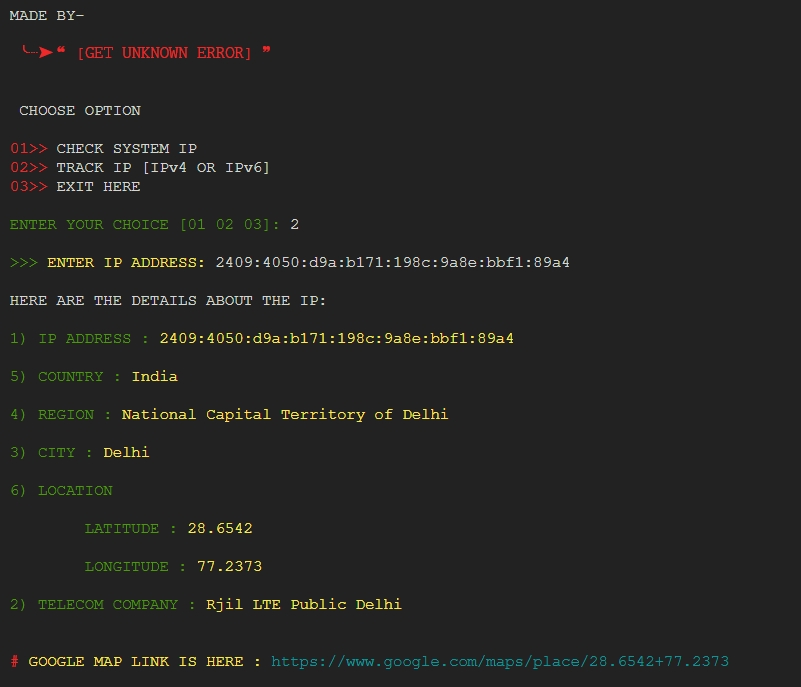 MADE BY-
╰┈➤❝ [GET UNKNOWN ERROR] ❞
CHOOSE OPTION
01>> CHECK SYSTEM IP
02>> TRACK IP [IPv4 OR IPv6]
03>> EXIT HERE
ENTER YOUR CHOICE [01 02 03]: 2
>>> ENTER IP ADDRESS: 2409:4050:d9a:b171:198c:9a8e:bbf1:89a4
HERE ARE THE DETAILS ABOUT THE IP:
1) IP ADDRESS : 2409:4050:d9a:b171:198c:9a8e:bbf1:89a4
5) COUNTRY : India
4) REGION : National Capital Territory of Delhi
3) CITY : Delhi
6) LOCATION
LATITUDE : 28.6542
LONGITUDE : 77.2373
2) TELECOM COMPANY : Rjil LTE Public Delhi
# GOOGLE MAP LINK IS HERE : https://www.google.com/maps/place/28.6542+77.2373